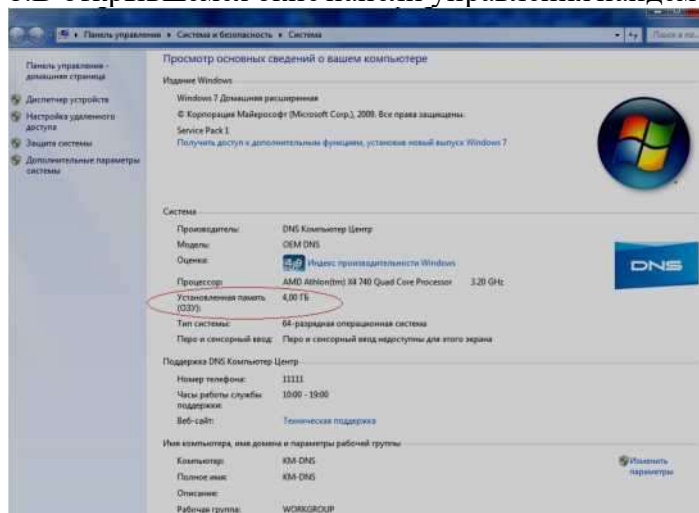 Панель управления ▸ Система и безопасность ▸ Система
Панель управления -
домашняя страница
Диспетчер устройств
Настройка удаленного
доступа
Защита системы
Дополнительные параметры
системы
Просмотр основных сведений о вашем компьютере
Издание Windows
Windows 7 Домашняя расширенная
© Корпорация Майкрософт (Microsoft Corp.), 2009. Все права защищены.
Service Pack 1
Получить доступ к дополнительным функциям, установив новый выпуск Windows 7
Система
Производитель: DNS Компьютер Центр
Модель: OEM DNS
Оценка: 4,9 Индекс производительности Windows
Процессор: AMD Athlon(tm) X4 740 Quad Core Processor 3.20 GHz
Установленная память (ОЗУ): 4,00 ГБ
Тип системы: 64-разрядная операционная система
Перо и сенсорный ввод: Перо и сенсорный ввод недоступны для этого экрана
DNS
Поддержка DNS Компьютер Центр
Номер телефона: 11111
Часы работы службы поддержки: 10:00 - 19:00
Веб-сайт: Техническая поддержка
Имя компьютера, имя домена и параметры рабочей группы
Компьютер: KM-DNS
Полное имя: KM-DNS
Описание:
Рабочая группа: WORKGROUP
Изменить
параметры